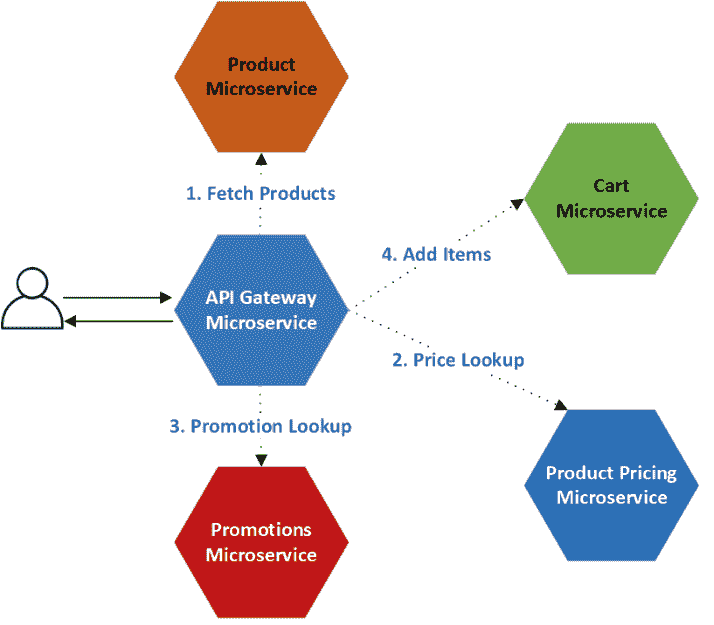 Product
Microservice
1. Fetch Products
Cart
Microservice
4. Add Items
API Gateway
Microservice
2. Price Lookup
3. Promotion Lookup
Product Pricing
Microservice
Promotions
Microservice